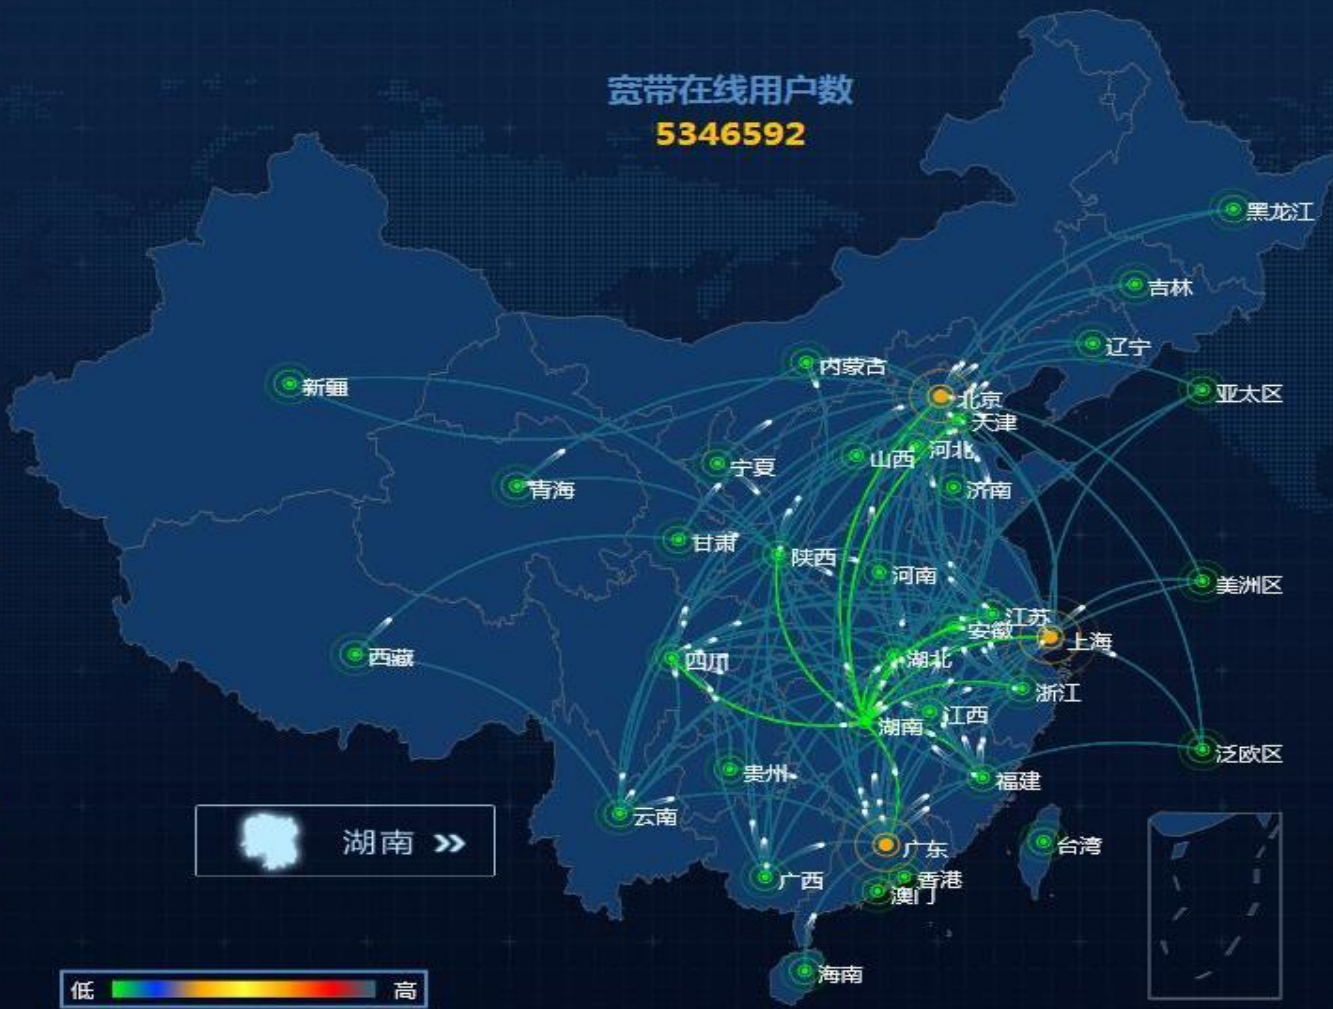 宽带在线用户数
5346592
黑龙江
吉林
辽宁
内蒙古
新疆
亚太区
北京
天津
河北
山西
宁夏
青海
济南
甘肃
陕西
河南
美洲区
江苏
安徽
上海
西藏
四川
湖北
浙江
江西
湖南
泛欧区
贵州
福建
云南
湖南 »
广东
台湾
广西
香港
澳门
海南
低 高